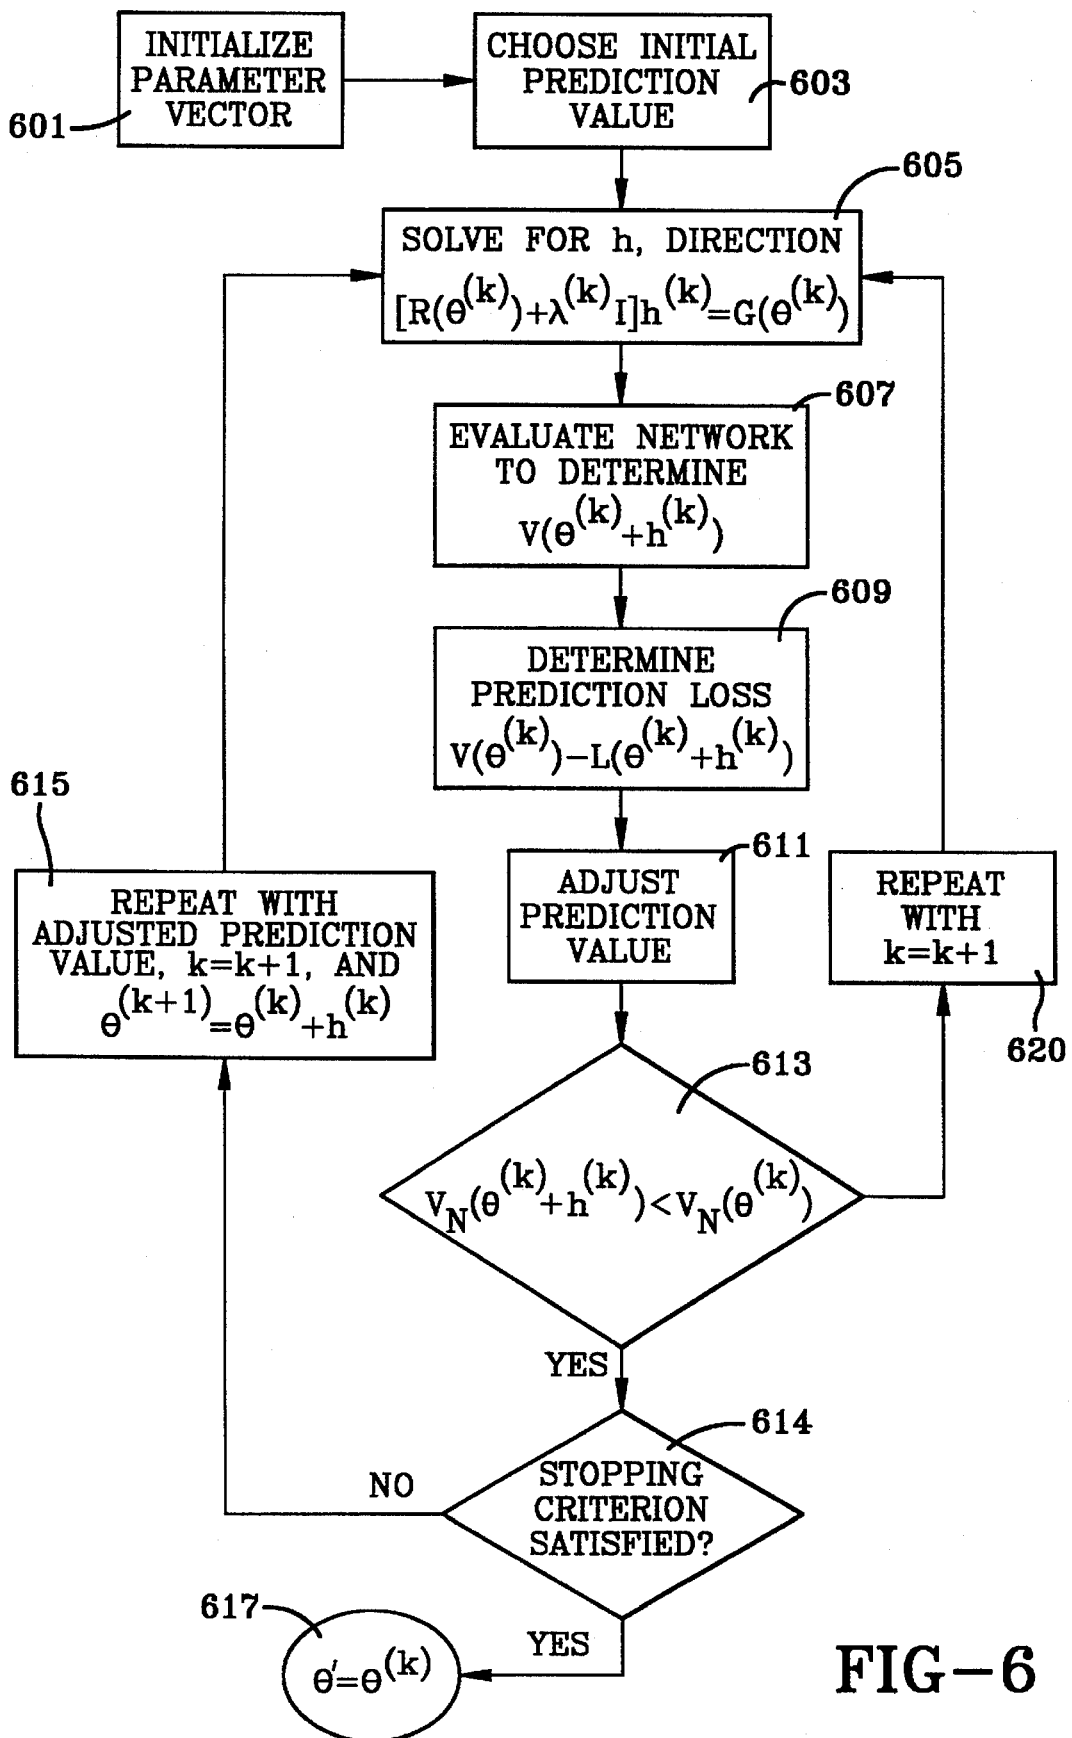 INITIALIZE
PARAMETER
VECTOR
601
CHOOSE INITIAL
PREDICTION
VALUE
603
605
SOLVE FOR h, DIRECTION
[R(θ^(k))+λ^(k)I]h^(k)=G(θ^(k))
607
EVALUATE NETWORK
TO DETERMINE
V(θ^(k)+h^(k))
609
DETERMINE
PREDICTION LOSS
V(θ^(k))-L(θ^(k)+h^(k))
615
REPEAT WITH
ADJUSTED PREDICTION
VALUE, k=k+1, AND
θ^(k+1)=θ^(k)+h^(k)
611
ADJUST
PREDICTION
VALUE
REPEAT
WITH
k=k+1
620
613
V_N(θ^(k)+h^(k))<V_N(θ^(k))
YES
614
STOPPING
CRITERION
SATISFIED?
NO
YES
617
θ'=θ^(k)
FIG-6